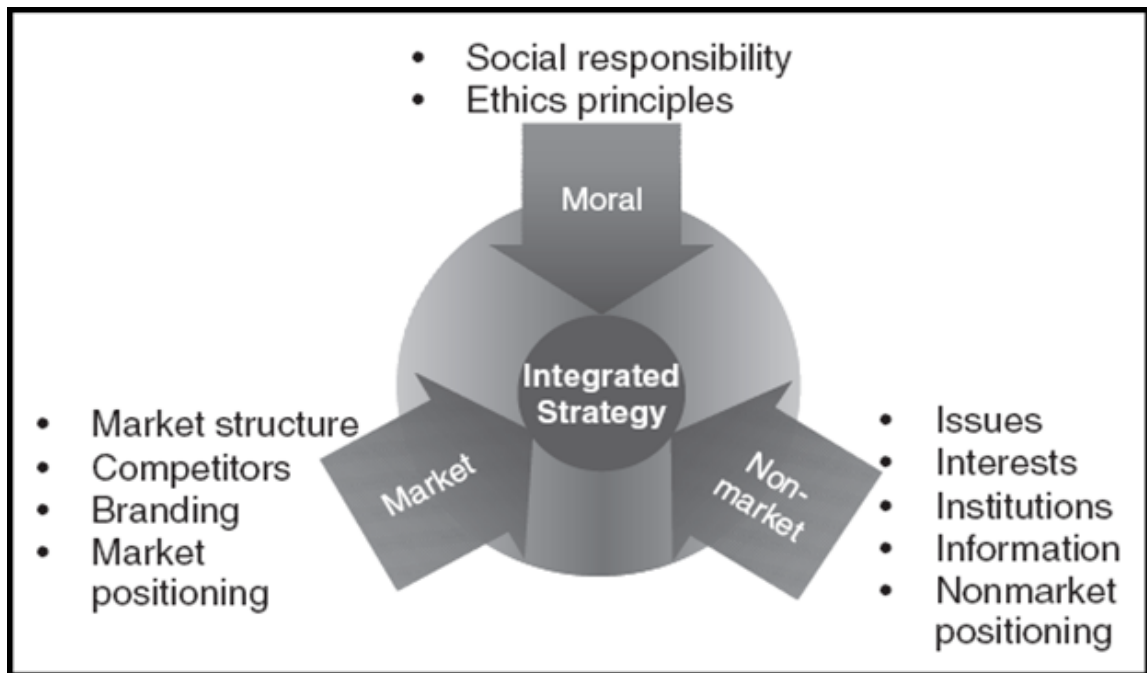 • Social responsibility
• Ethics principles
Moral
Integrated
Strategy
• Market structure
• Competitors
• Branding
• Market
positioning
Market
Non-
market
• Issues
• Interests
• Institutions
• Information
• Nonmarket
positioning